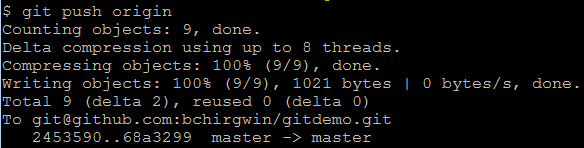 $ git push origin
Counting objects: 9, done.
Delta compression using up to 8 threads.
Compressing objects: 100% (9/9), done.
Writing objects: 100% (9/9), 1021 bytes | 0 bytes/s, done.
Total 9 (delta 2), reused 0 (delta 0)
To git@github.com:bchirgwin/gitdemo.git
   2453590..68a3299  master -> master